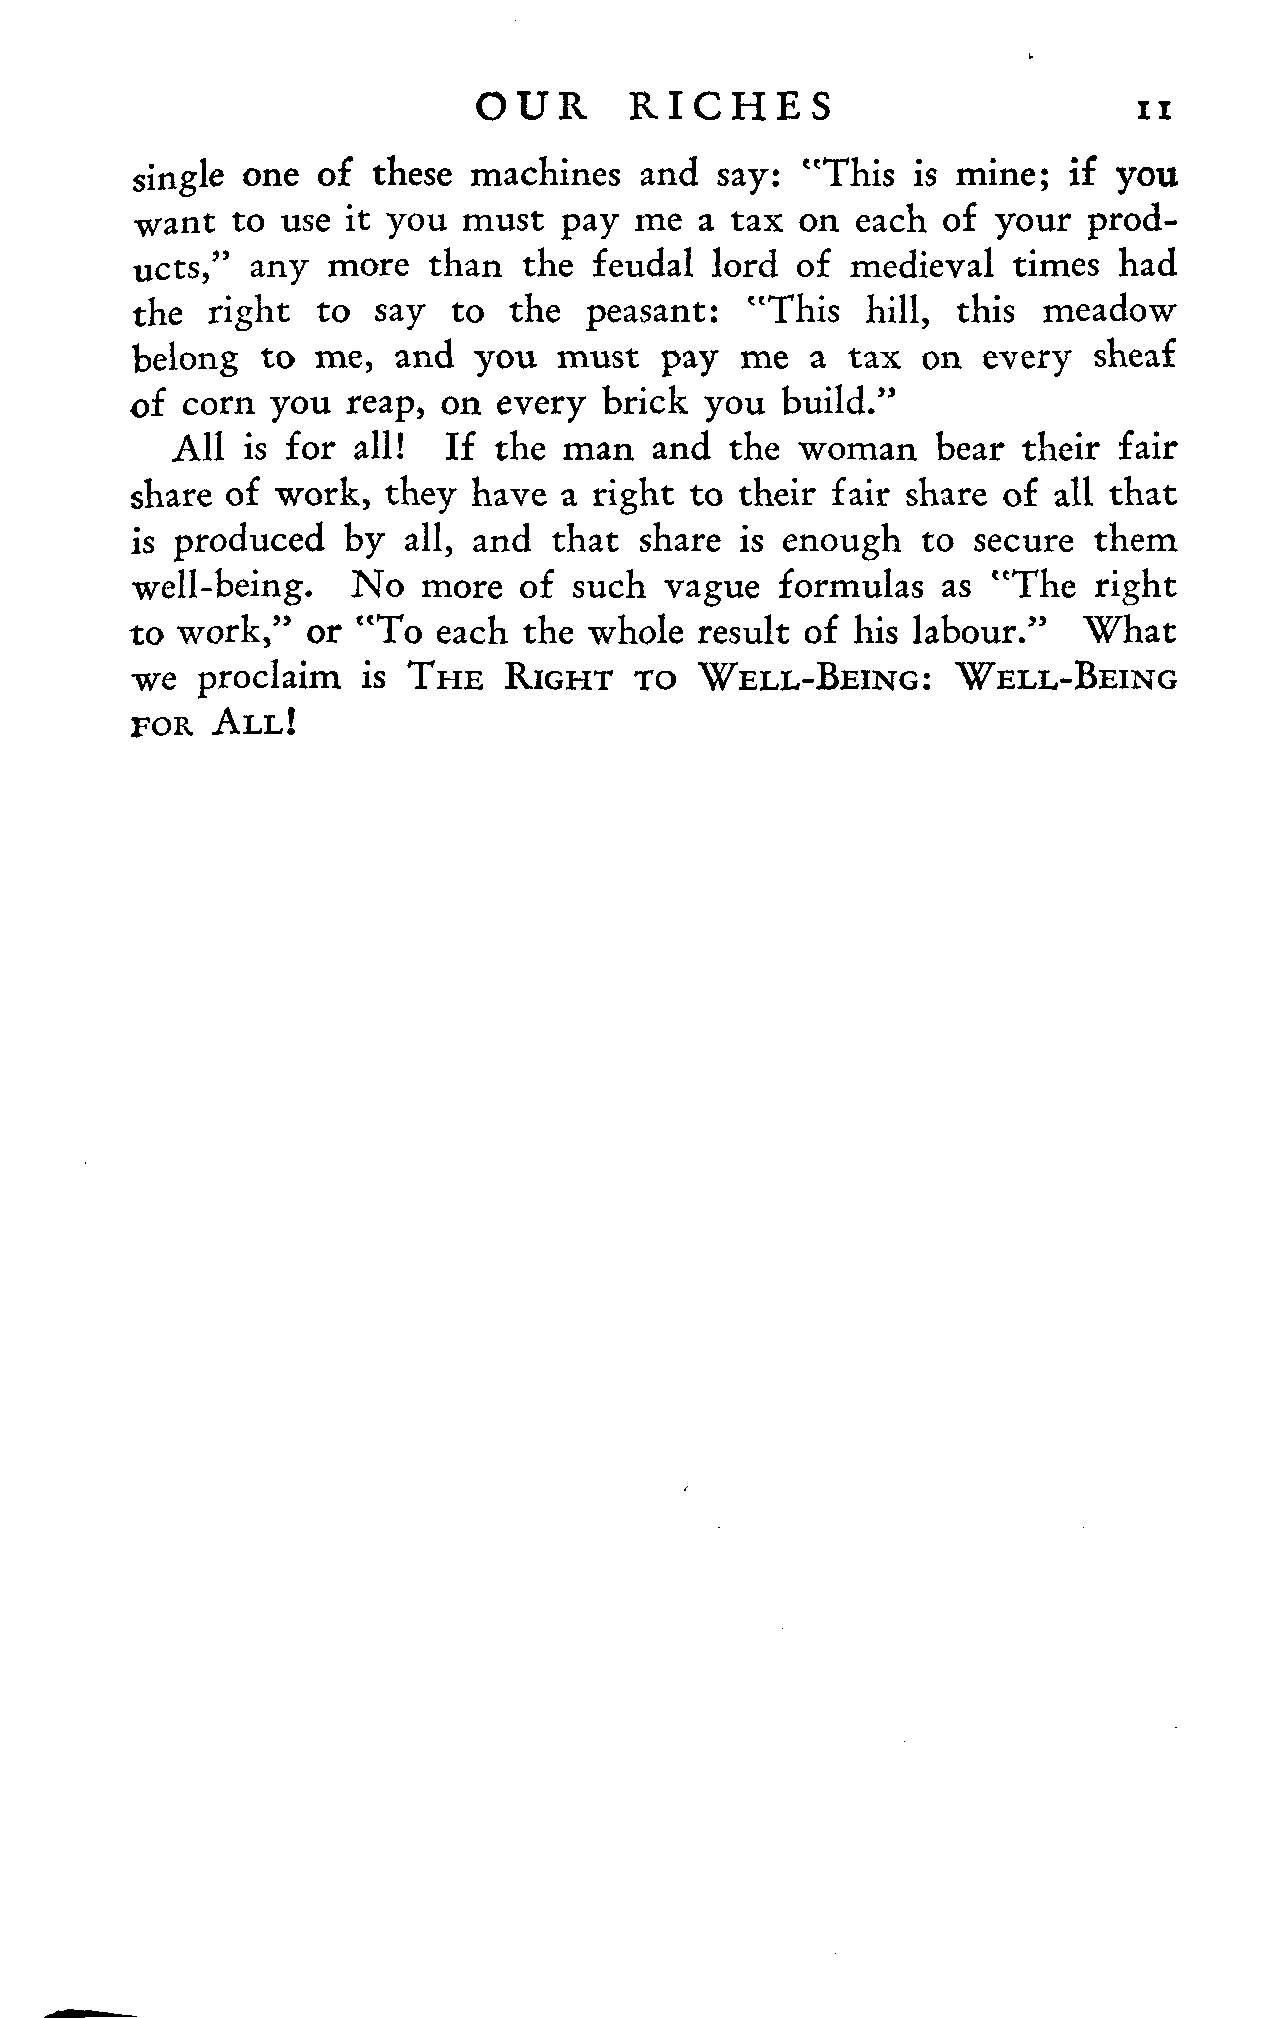 OUR RICHES 11
single one of these machines and say: "This is mine; if you
want to use it you must pay me a tax on each of your prod-
ucts," any more than the feudal lord of medieval times had
the right to say to the peasant: "This hill, this meadow
belong to me, and you must pay me a tax on every sheaf
of corn you reap, on every brick you build."
All is for all! If the man and the woman bear their fair
share of work, they have a right to their fair share of all that
is produced by all, and that share is enough to secure them
well-being. No more of such vague formulas as "The right
to work," or "To each the whole result of his labour." What
we proclaim is THE RIGHT TO WELL-BEING: WELL-BEING
FOR ALL!